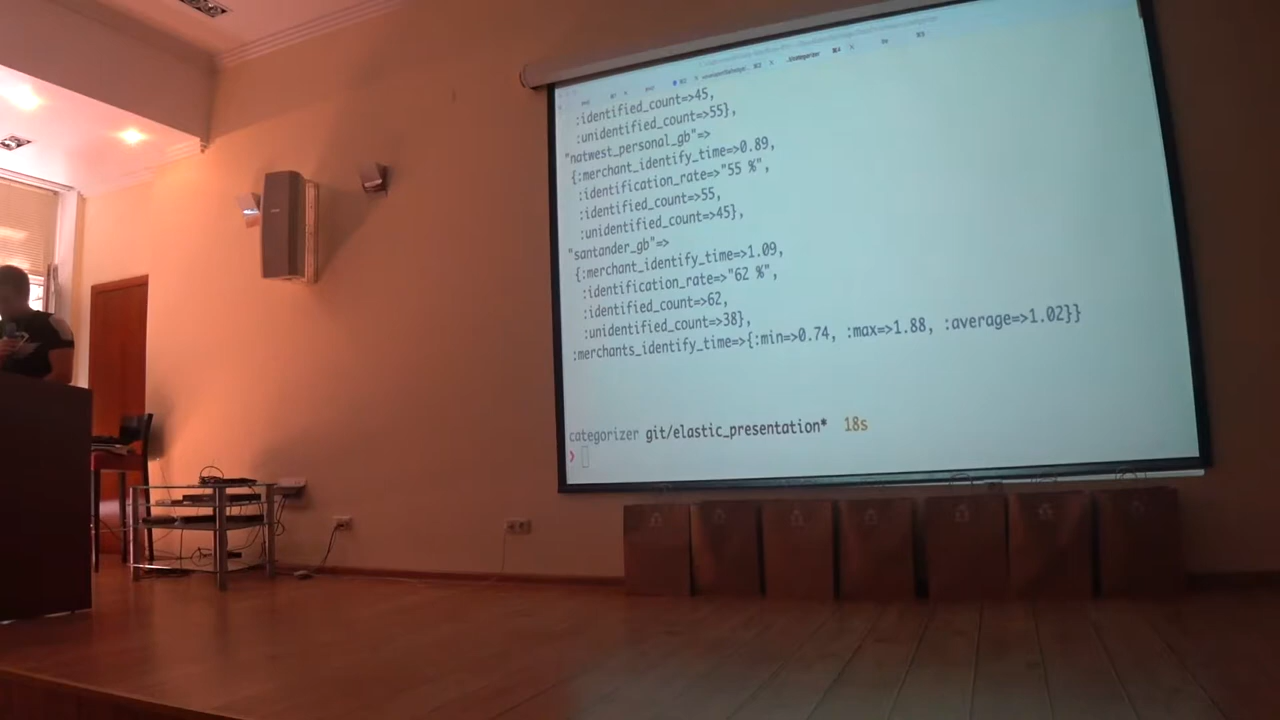 :identified_count=>45,
:unidentified_count=>55},
"natwest_personal_gb"=>
{:merchant_identify_time=>0.89,
:identification_rate=>"55 %",
:identified_count=>55,
:unidentified_count=>45},
"santander_gb"=>
{:merchant_identify_time=>1.09,
:identification_rate=>"62 %",
:identified_count=>62,
:unidentified_count=>38},
:merchants_identify_time=>{:min=>0.74, :max=>1.88, :average=>1.02}}
categorizer git/elastic_presentation* 18s
❯